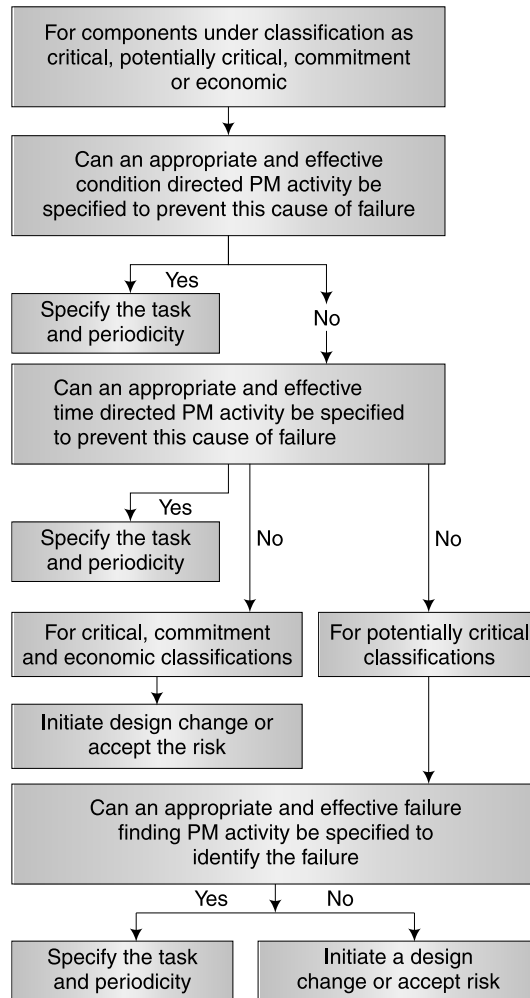 For components under classification as
critical, potentially critical, commitment
or economic
Can an appropriate and effective
condition directed PM activity be
specified to prevent this cause of failure
Yes
Specify the task
and periodicity
No
Can an appropriate and effective
time directed PM activity be specified
to prevent this cause of failure
Yes
Specify the task
and periodicity
No
No
For critical, commitment
and economic classifications
For potentially critical
classifications
Initiate design change or
accept the risk
Can an appropriate and effective failure
finding PM activity be specified to
identify the failure
Yes
No
Specify the task
and periodicity
Initiate a design
change or accept risk